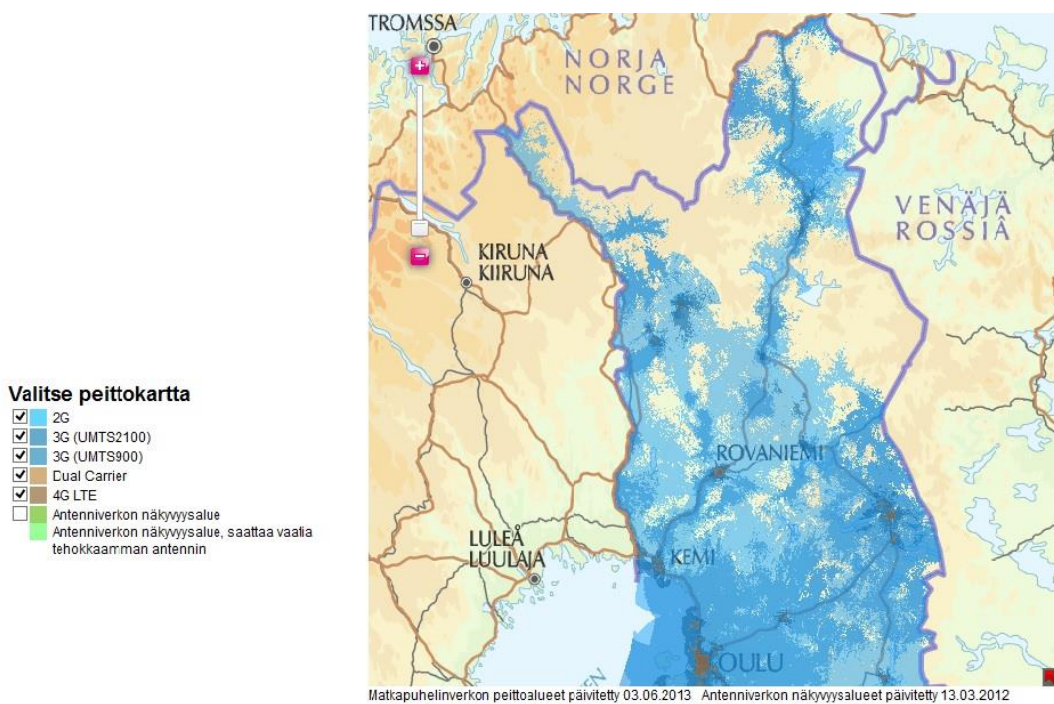 TROMSSA
NORJA
NORGE
VENÄJÄ
ROSSIÂ
KIRUNA
KIIRUNA
Valitse peittokartta
2G
3G (UMTS2100)
3G (UMTS900)
Dual Carrier
4G LTE
Antenniverkon näkyvyysalue
Antenniverkon näkyvyysalue, saattaa vaatia
tehokkaamman antennin
ROVANIEMI
LULEÅ
LUULAJA
KEMI
OULU
Matkapuhelinverkon peittoalueet päivitetty 03.06.2013 Antenniverkon näkyvyysalueet päivitetty 13.03.2012